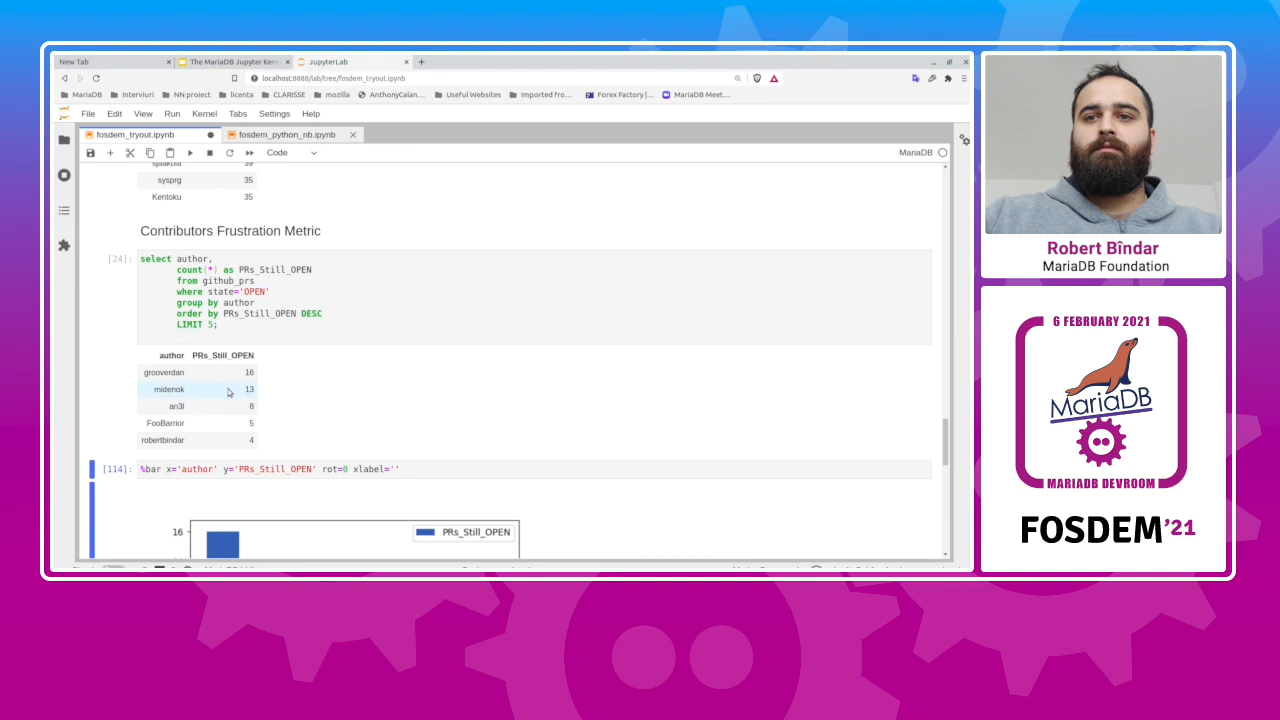 New Tab
The MariaDB Jupyter Kern
JupyterLab
localhost:8888/lab/tree/fosdem_tryout.ipynb
MariaDB
Interviuri
NN proiect
licenta
CLARISSE
mozilla
AnthonyCalan...
Useful Websites
Imported fro...
Forex Factory |...
MariaDB Meet...
File Edit View Run Kernel Tabs Settings Help
fosdem_tryout.ipynb
fosdem_python_nb.ipynb
Code
MariaDB
39
sysprg 35
Kentoku 35
Contributors Frustration Metric
[24]: select author,
count(*) as PRs_Still_OPEN
from github_prs
where state='OPEN'
group by author
order by PRs_Still_OPEN DESC
LIMIT 5;
author PRs_Still_OPEN
grooverdan 16
midenok 13
an3l 8
FooBarrior 5
robertbindar 4
[114]: %bar x='author' y='PRs_Still_OPEN' rot=0 xlabel=''
16
PRs_Still_OPEN
Robert Bîndar
MariaDB Foundation
6 FEBRUARY 2021
MariaDB
MARIADB DEVROOM
FOSDEM'21